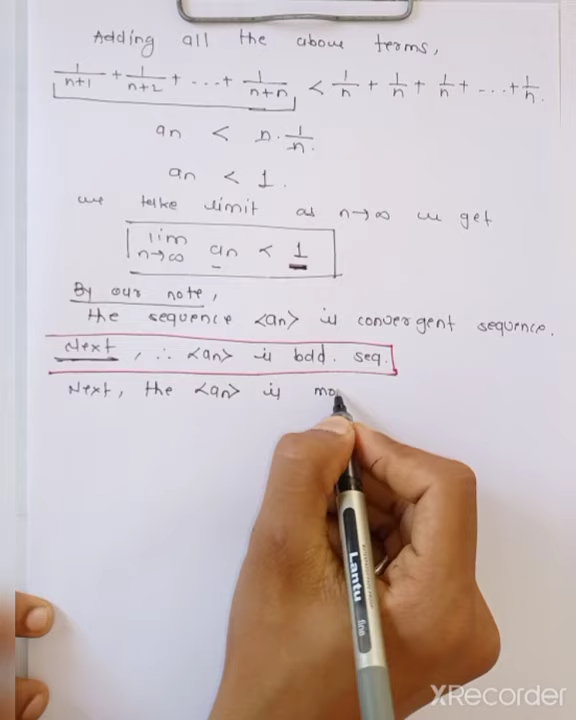 Adding all the above terms,
1/n+1 + 1/n+2 + ... + 1/n+n < 1/n + 1/n + 1/n + ... + 1/n.
an < n. 1/n.
an < 1.
we take limit as n→∞ we get
lim n→∞ an < 1
By our note,
the sequence <an> is convergent sequence.
Next, ∴ <an> is bdd. seq.
Next, the <an> is mo
Lantu
fine
XRecorder